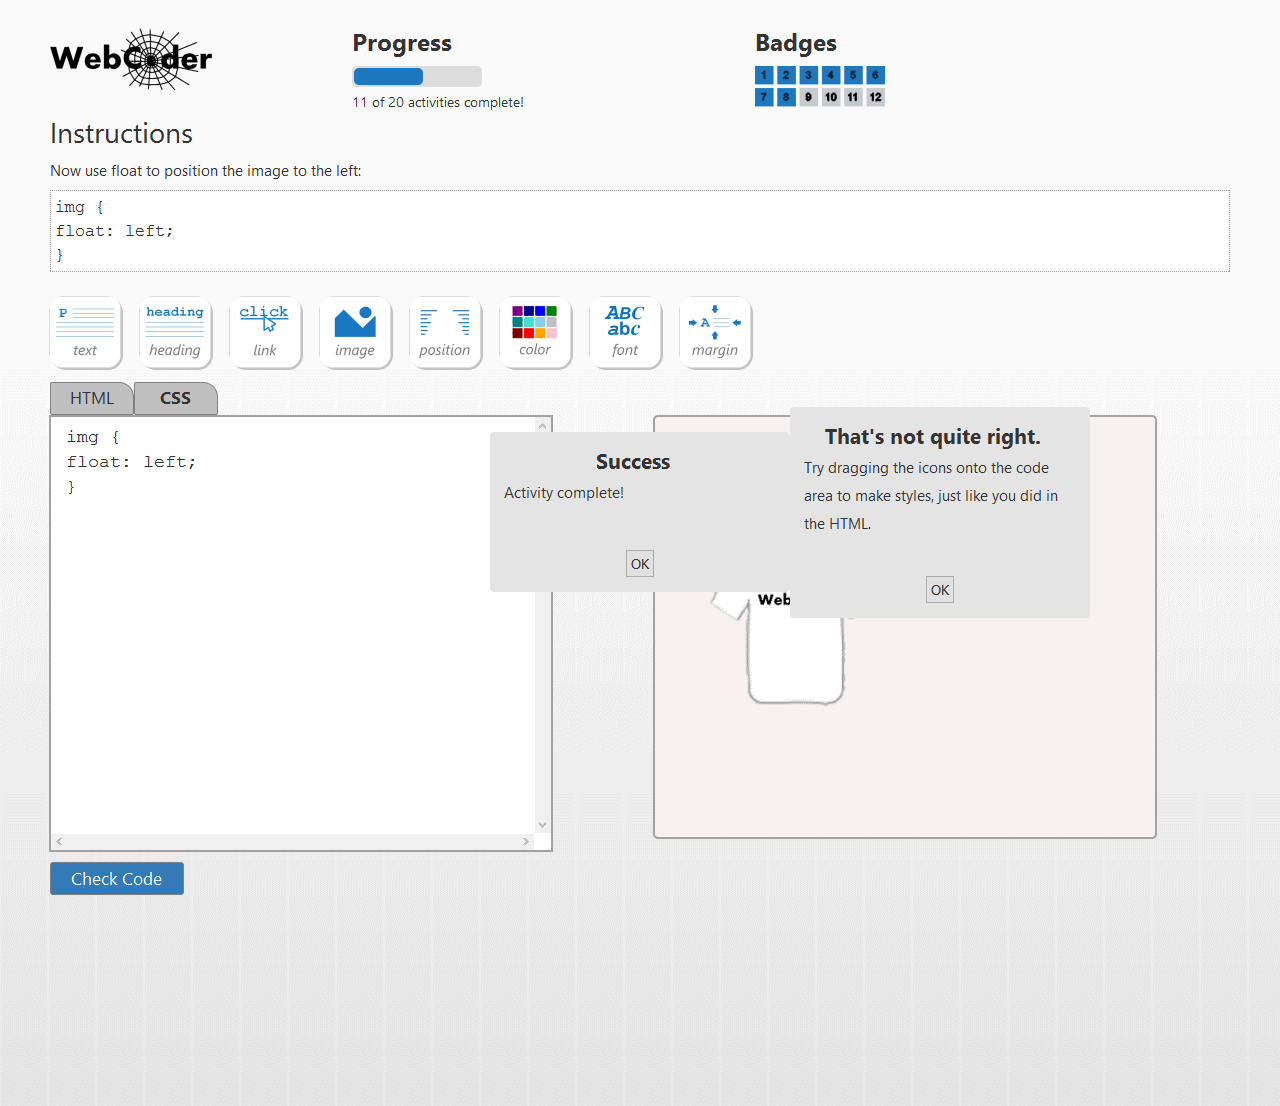 WebCoder
Progress
11 of 20 activities complete!
Badges
1 2 3 4 5 6
7 8 9 10 11 12
Instructions
Now use float to position the image to the left:
img {
float: left;
}
P
text
heading
heading
click
link
image
position
color
ABC
abc
font
A
margin
HTML
CSS
img {
float: left;
}
Success
Activity complete!
OK
That's not quite right.
Try dragging the icons onto the code
area to make styles, just like you did in
the HTML.
OK
Web
Check Code